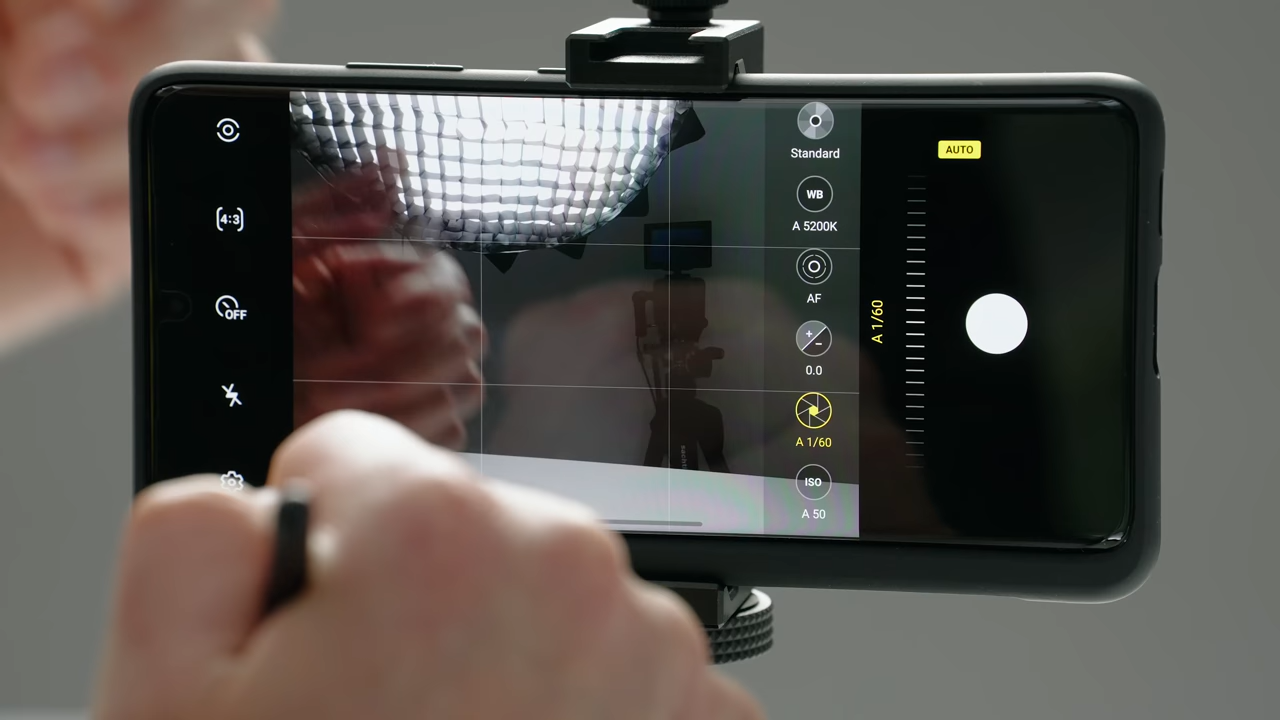 4:3
OFF
Standard
WB
A 5200K
AF
0.0
A 1/60
ISO
A 50
A 1/60
AUTO